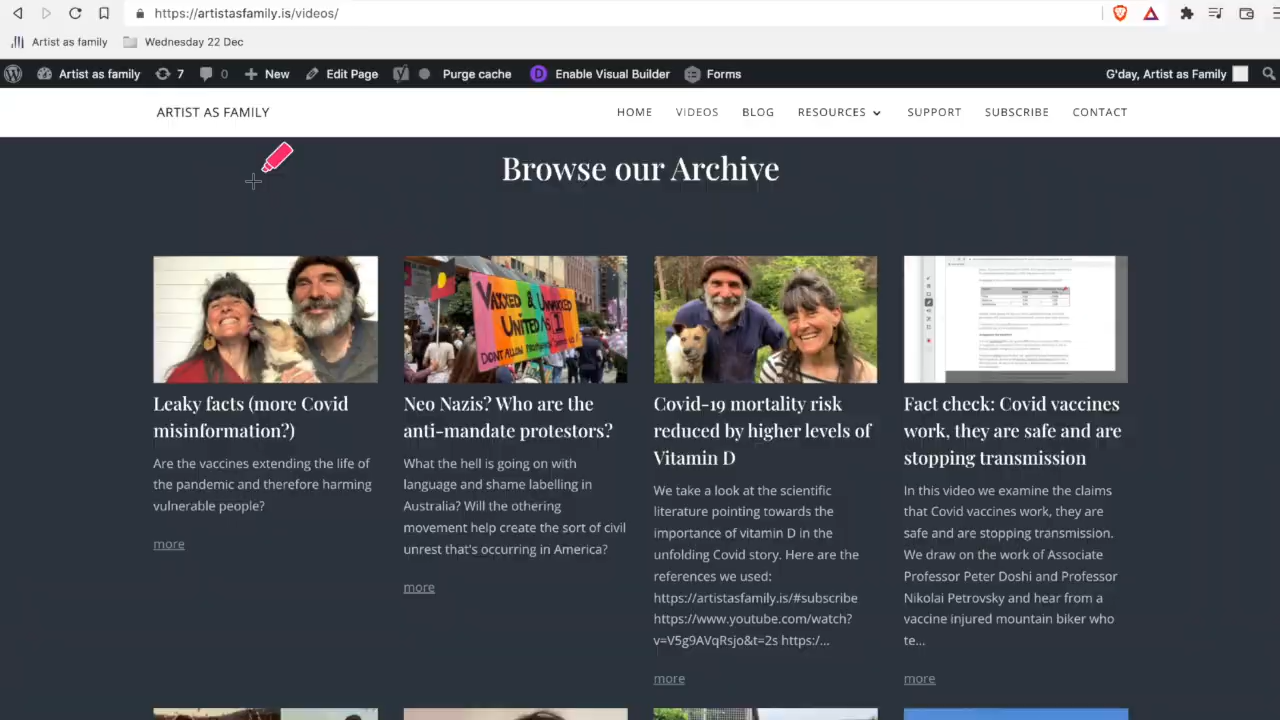 https://artistasfamily.is/videos/
Artist as family
Wednesday 22 Dec
Artist as family
7
0
New
Edit Page
Purge cache
Enable Visual Builder
Forms
G'day, Artist as Family
ARTIST AS FAMILY
HOME
VIDEOS
BLOG
RESOURCES
SUPPORT
SUBSCRIBE
CONTACT
Browse our Archive
Leaky facts (more Covid
misinformation?)
Are the vaccines extending the life of
the pandemic and therefore harming
vulnerable people?
more
VAXXED &
UNITED
Neo Nazis? Who are the
anti-mandate protestors?
What the hell is going on with
language and shame labelling in
Australia? Will the othering
movement help create the sort of civil
unrest that's occurring in America?
more
Covid-19 mortality risk
reduced by higher levels of
Vitamin D
We take a look at the scientific
literature pointing towards the
importance of vitamin D in the
unfolding Covid story. Here are the
references we used:
https://artistasfamily.is/#subscribe
https://www.youtube.com/watch?
v=V5g9AVqRsjo&t=2s https:/...
more
Fact check: Covid vaccines
work, they are safe and are
stopping transmission
In this video we examine the claims
that Covid vaccines work, they are
safe and are stopping transmission.
We draw on the work of Associate
Professor Peter Doshi and Professor
Nikolai Petrovsky and hear from a
vaccine injured mountain biker who
te...
more